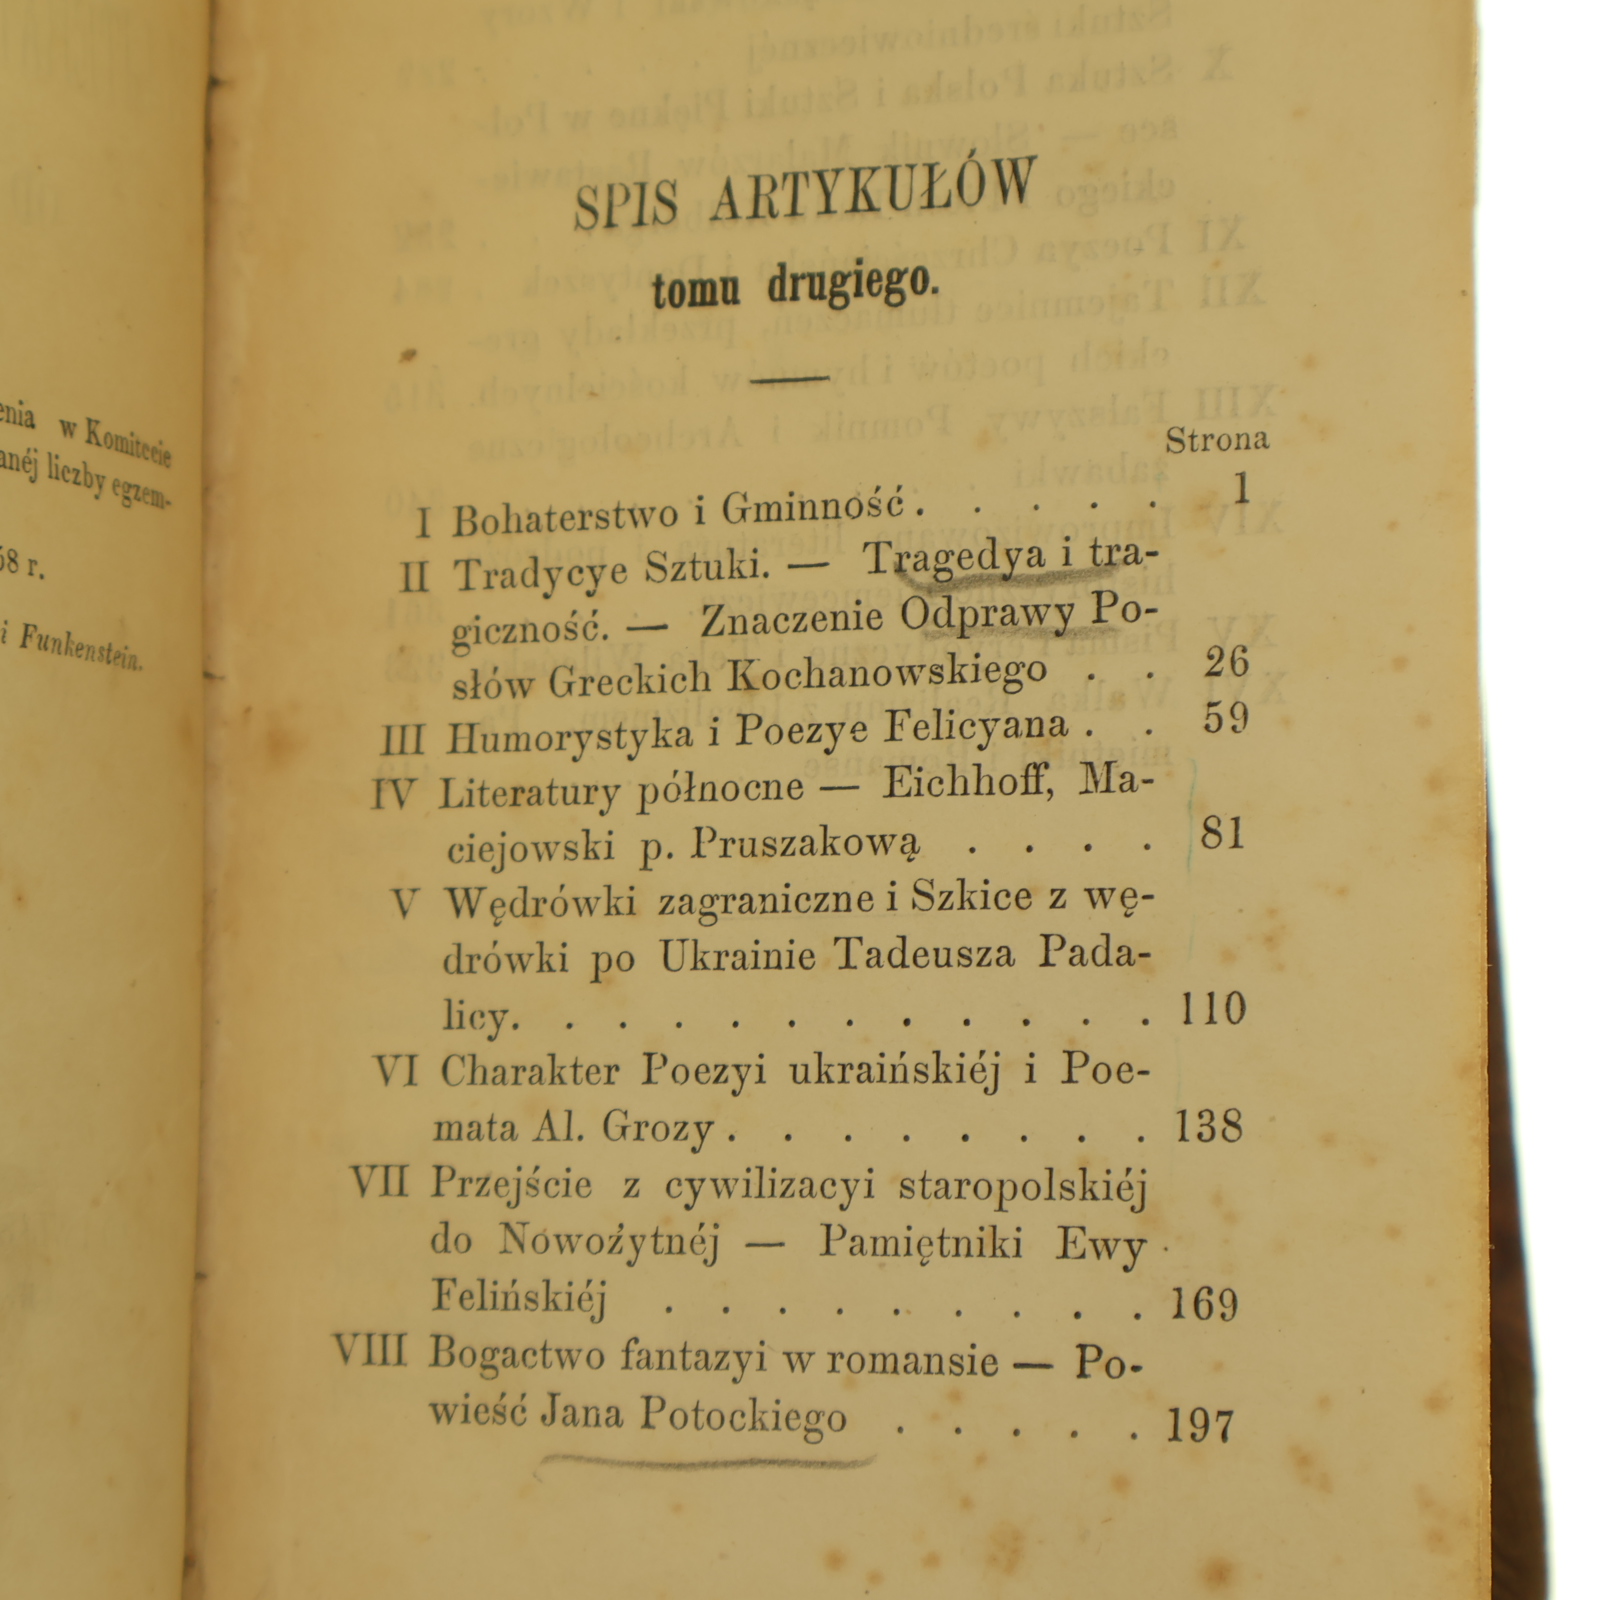 enia w Komitecie
anéj liczby egzem-
58 r.
i Funkenstein.
SPIS ARTYKUŁÓW
tomu drugiego.
Strona
I Bohaterstwo i Gminność . . . . . 1
II Tradycye Sztuki. — Tragedya i tra-
giczność. — Znaczenie Odprawy Po-
słów Greckich Kochanowskiego . . 26
III Humorystyka i Poezye Felicyana . . 59
IV Literatury północne — Eichhoff, Ma-
ciejowski p. Pruszakową . . . . 81
V Wędrówki zagraniczne i Szkice z wę-
drówki po Ukrainie Tadeusza Pada-
licy. . . . . . . . . . . . 110
VI Charakter Poezyi ukraińskiéj i Poe-
mata Al. Grozy . . . . . . . . 138
VII Przejście z cywilizacyi staropolskiéj
do Nowożytnéj — Pamiętniki Ewy
Felińskiéj . . . . . . . . . 169
VIII Bogactwo fantazyi w romansie — Po-
wieść Jana Potockiego . . . . . 197